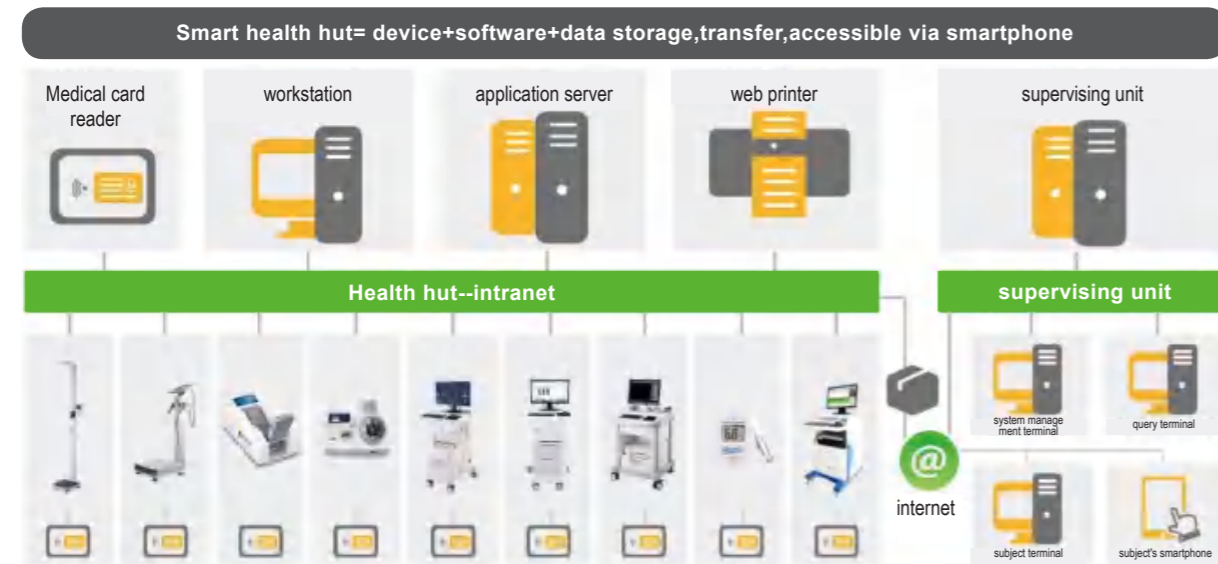 Smart health hut= device+software+data storage,transfer,accessible via smartphone
Medical card
reader
workstation
application server
web printer
supervising unit
Health hut--intranet
supervising unit
system manage
ment terminal
query terminal
@
internet
subject terminal
subject's smartphone